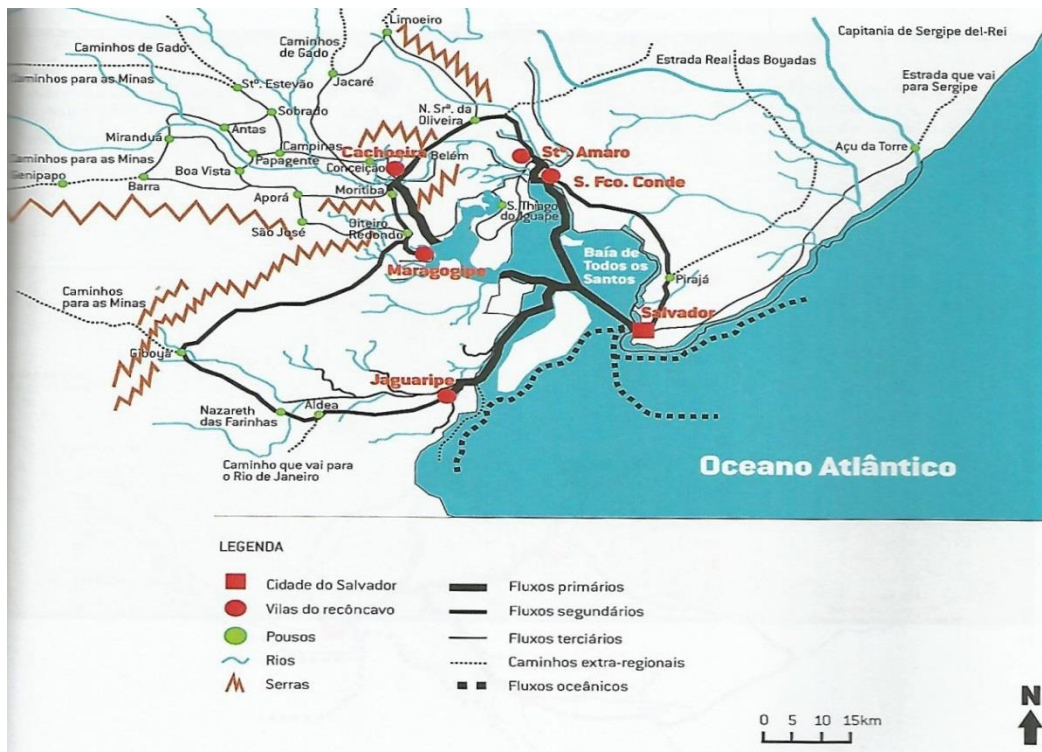 Limoeiro
Caminhos de Gado
Caminhos
de Gado
Capitania de Sergipe del-Rei
Estrada Real das Boyadas
Estrada que vai
para Sergipe
Caminhos para as Minas
Stº. Estevão
Jacaré
Sobrado
N. Srª. da
Oliveira
Antas
Miranduá
Campinas
Cachoeira
Belém
Stº. Amaro
Açu da Torre
Caminhos para as Minas
Papagente
Conceição
Boa Vista
S. Fco. Conde
Genipapo
Barra
Moritiba
Aporá
S. Thiago
do Iguape
São José
Oiteiro
Redondo
Baía de
Todos os
Santos
Maragogipe
Pirajá
Caminhos
para as Minas
Salvador
Giboya
Jaguaripe
Nazareth
das Farinhas
Aldea
Caminho que vai para
o Rio de Janeiro
Oceano Atlântico
LEGENDA
Cidade do Salvador
Vilas do recôncavo
Pousos
Rios
Serras
Fluxos primários
Fluxos segundários
Fluxos terciários
Caminhos extra-regionais
Fluxos oceânicos
N
0 5 10 15km